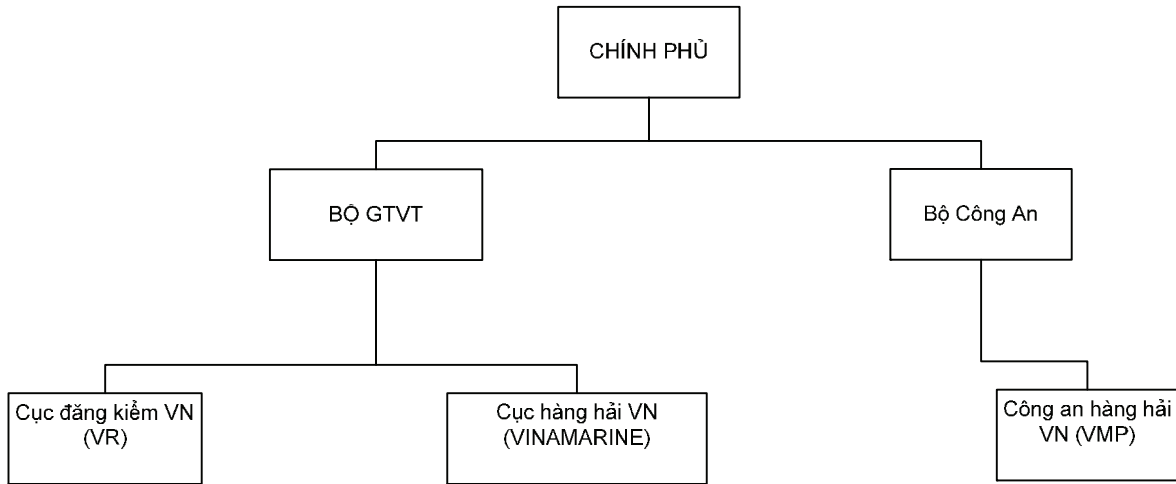 CHÍNH PHỦ
BỘ GTVT
Bộ Công An
Cục đăng kiểm VN
(VR)
Cục hàng hải VN
(VINAMARINE)
Công an hàng hải
VN (VMP)